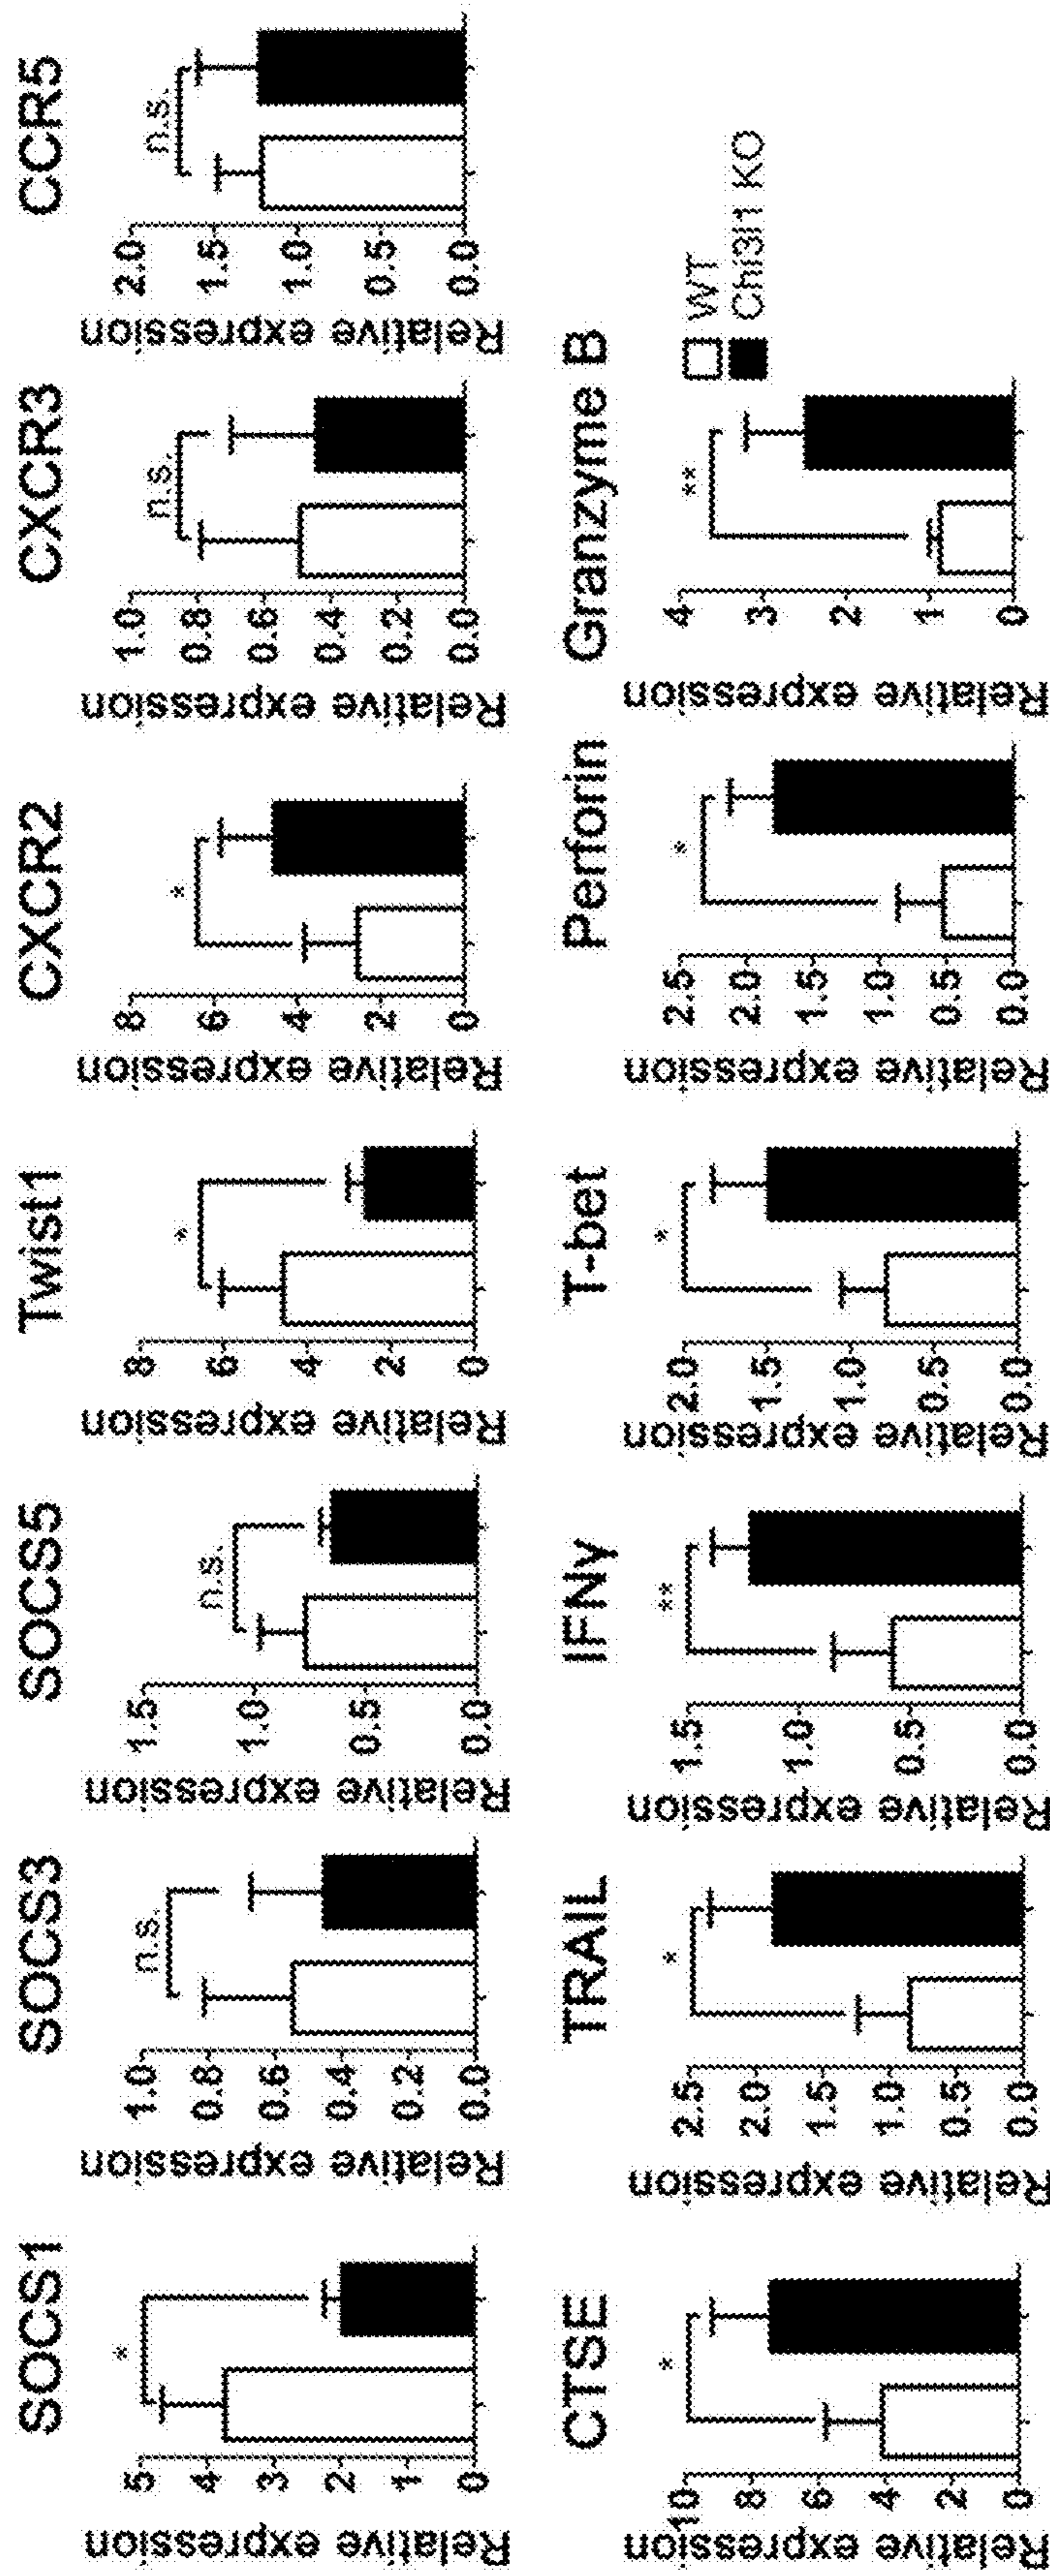 SOCS1
Relative expression
5
4
3
2
1
0
*
SOCS3
Relative expression
1.0
0.8
0.6
0.4
0.2
0.0
n.s.
SOCS5
Relative expression
1.5
1.0
0.5
0.0
n.s.
Twist1
Relative expression
8
6
4
2
0
*
CXCR2
Relative expression
8
6
4
2
0
*
CXCR3
Relative expression
1.0
0.8
0.6
0.4
0.2
0.0
n.s.
CCR5
Relative expression
2.0
1.5
1.0
0.5
0.0
n.s.
CTSE
Relative expression
10
8
6
4
2
0
*
TRAIL
Relative expression
2.5
2.0
1.5
1.0
0.5
0.0
*
IFNγ
Relative expression
1.5
1.0
0.5
0.0
**
T-bet
Relative expression
2.0
1.5
1.0
0.5
0.0
*
Perforin
Relative expression
2.5
2.0
1.5
1.0
0.5
0.0
*
Granzyme B
Relative expression
4
3
2
1
0
**
WT
Chi3l1 KO